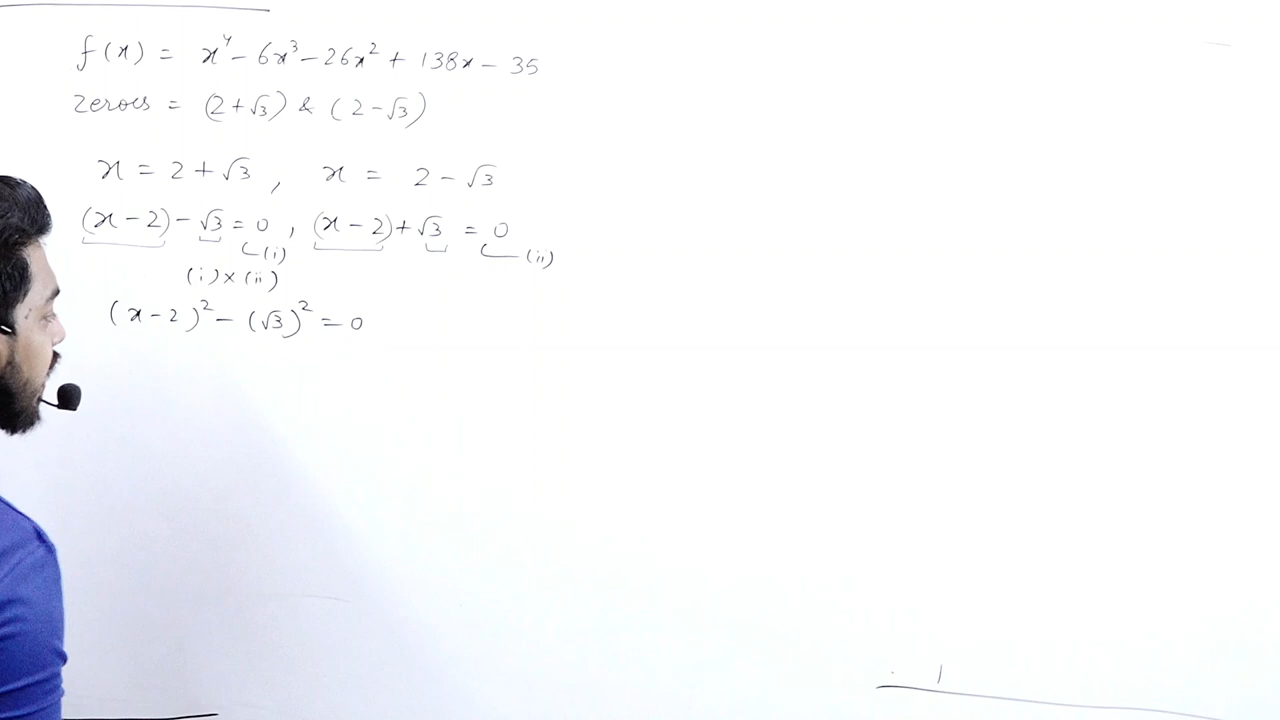 f(x) = x⁴ - 6x³ - 26x² + 138x - 35
zeroes = (2+√3) & (2-√3)
x = 2 + √3 , x = 2 - √3
(x - 2) - √3 = 0 , (x - 2) + √3 = 0
(i) (ii)
(i) × (ii)
(x - 2)² - (√3)² = 0